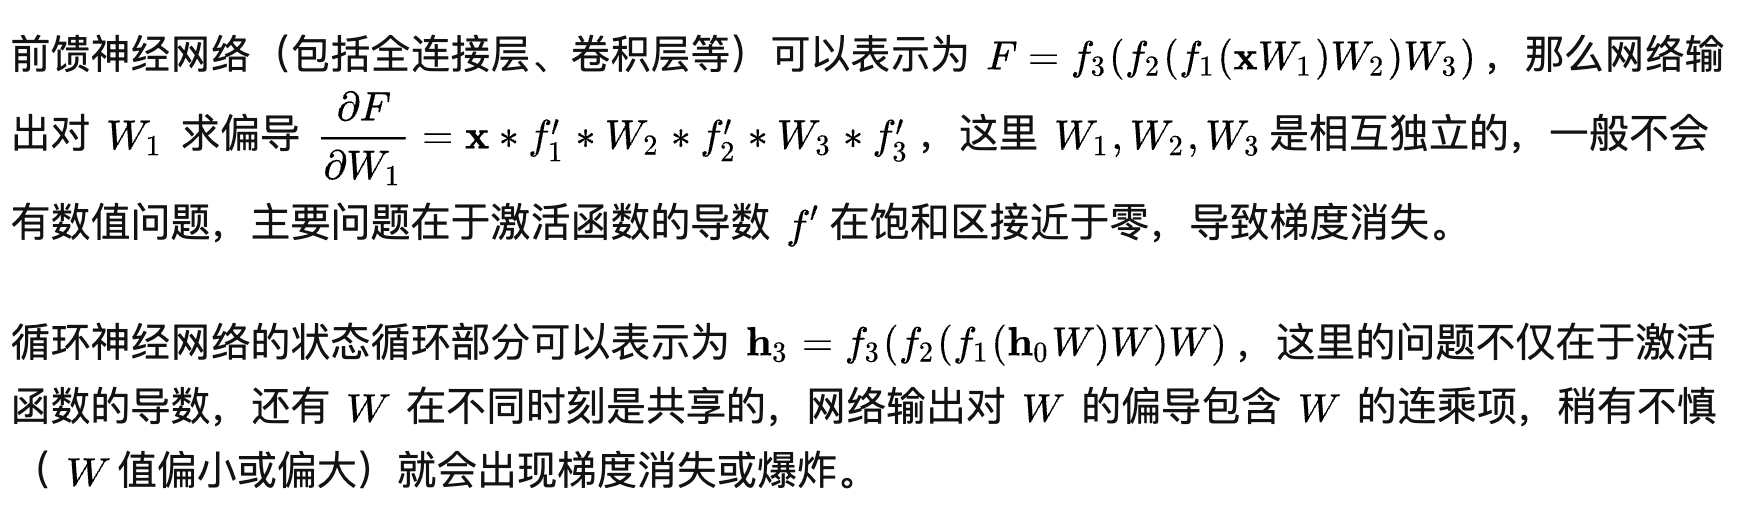 前馈神经网络（包括全连接层、卷积层等）可以表示为 $F = f_3(f_2(f_1(\mathbf{x}W_1)W_2)W_3)$，那么网络输
出对 $W_1$ 求偏导 $\dfrac{\partial F}{\partial W_1} = \mathbf{x} * f_1' * W_2 * f_2' * W_3 * f_3'$，这里 $W_1, W_2, W_3$ 是相互独立的，一般不会
有数值问题，主要问题在于激活函数的导数 $f'$ 在饱和区接近于零，导致梯度消失。
循环神经网络的状态循环部分可以表示为 $\mathbf{h}_3 = f_3(f_2(f_1(\mathbf{h}_0W)W)W)$，这里的问题不仅在于激活
函数的导数，还有 $W$ 在不同时刻是共享的，网络输出对 $W$ 的偏导包含 $W$ 的连乘项，稍有不慎
（ $W$ 值偏小或偏大）就会出现梯度消失或爆炸。